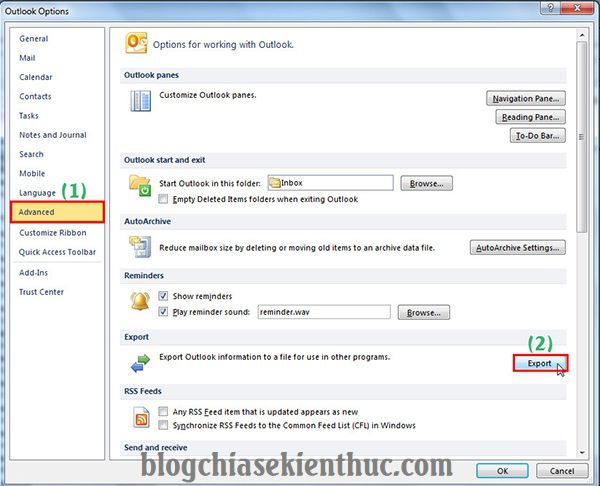 Outlook Options
General
Mail
Calendar
Contacts
Tasks
Notes and Journal
Search
Mobile
Language
(1)
Advanced
Customize Ribbon
Quick Access Toolbar
Add-Ins
Trust Center
Options for working with Outlook.
Outlook panes
Customize Outlook panes.
Navigation Pane...
Reading Pane...
To-Do Bar...
Outlook start and exit
Start Outlook in this folder: Inbox Browse...
Empty Deleted Items folders when exiting Outlook
AutoArchive
Reduce mailbox size by deleting or moving old items to an archive data file. AutoArchive Settings...
Reminders
Show reminders
Play reminder sound: reminder.wav Browse...
Export
(2)
Export Outlook information to a file for use in other programs. Export
RSS Feeds
Any RSS Feed item that is updated appears as new
Synchronize RSS Feeds to the Common Feed List (CFL) in Windows
Send and receive
blogchiasekienthuc.com
OK Cancel